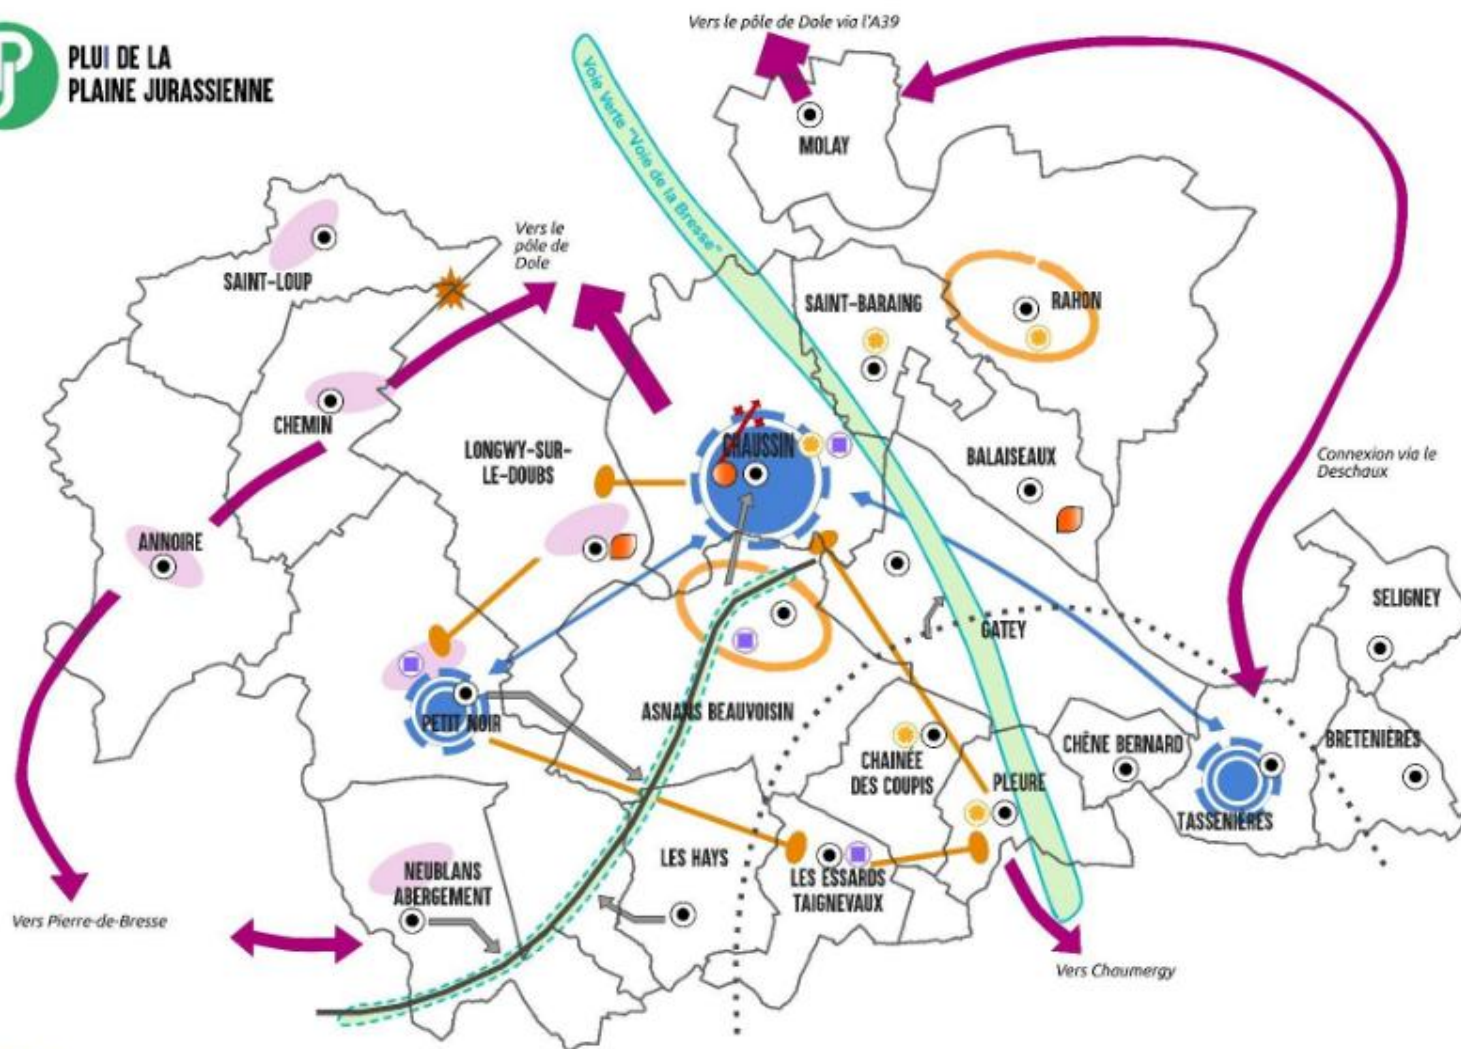 Vers le pôle de Dole via l'A39
PLUI DE LA
PLAINE JURASSIENNE
Voie Verte "Voie de la Bresse"
MOLAY
Vers le
pôle de
Dole
SAINT-LOUP
SAINT-BARAING
RAHON
CHEMIN
LONGWY-SUR-
LE-DOUBS
CHAUSSIN
BALAISEAUX
Connexion via le
Deschaux
ANNOIRE
SELIGNEY
GATEY
PETIT NOIR
ASNANS BEAUVOISIN
CHAINÉE
DES COUPIS
CHÊNE BERNARD
BRETENIÈRES
PLEURE
TASSENIÈRES
NEUBLANS
ABERGEMENT
LES HAYS
LES ESSARDS
TAIGNEVAUX
Vers Pierre-de-Bresse
Vers Chaumergy